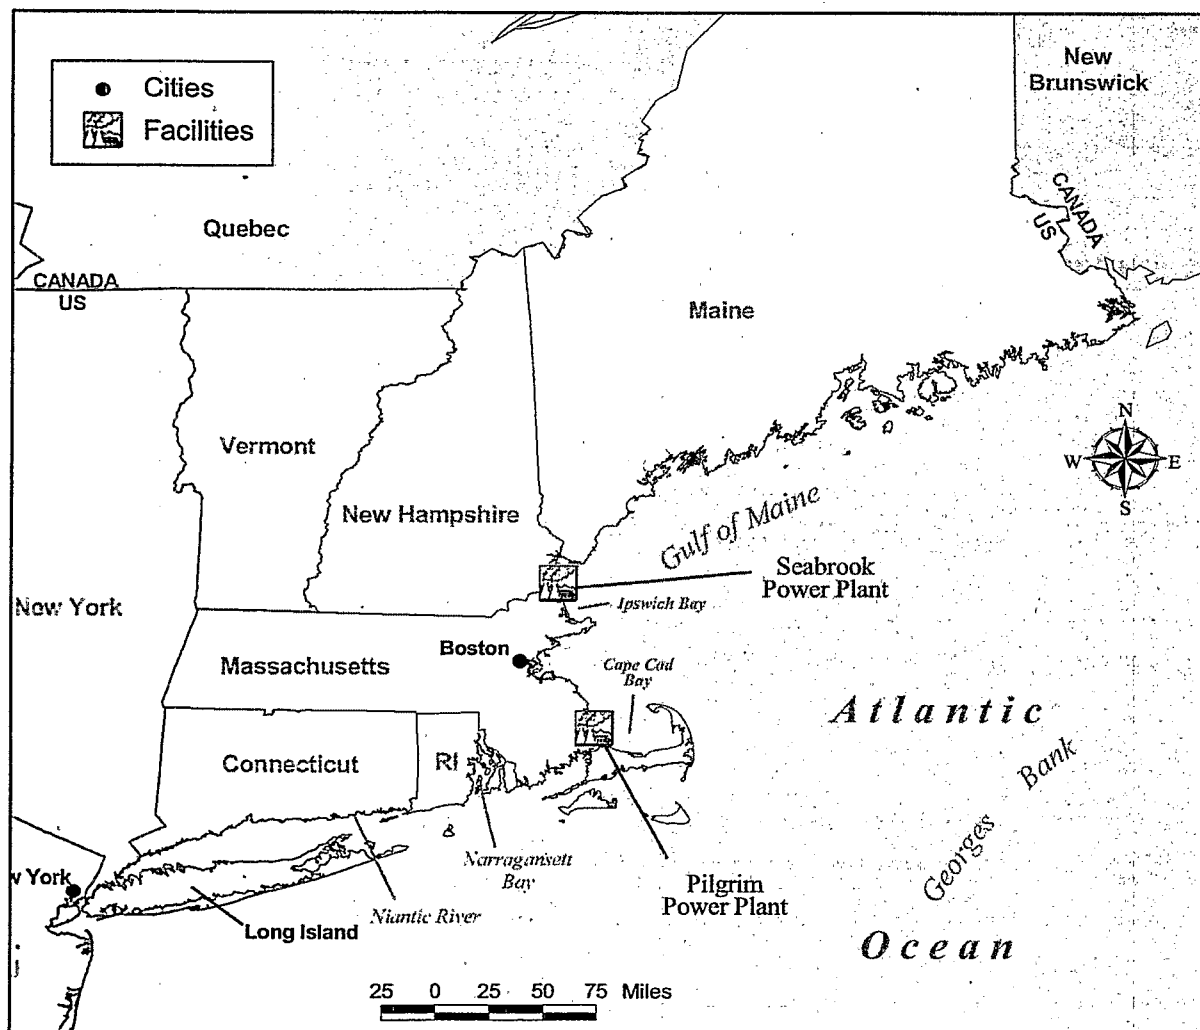 Cities
Facilities
New
Brunswick
Quebec
CANADA
US
CANADA
US
Maine
Vermont
New Hampshire
N
W
E
S
Gulf of Maine
Seabrook
Power Plant
Ipswich Bay
New York
Boston
Massachusetts
Cape Cod
Bay
Atlantic
Connecticut
RI
Georges Bank
Narragansett
Bay
w York
Pilgrim
Power Plant
Niantic River
Long Island
Ocean
25 0 25 50 75 Miles